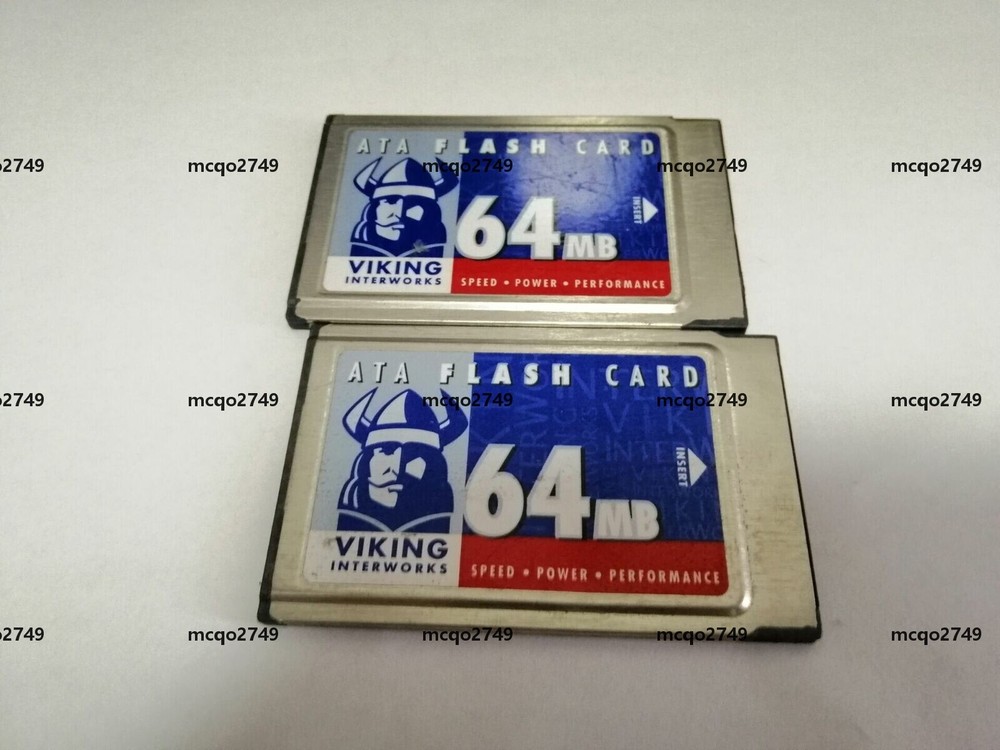 mcqo2749 mcqo2749 mcqo2749 mcqo2749
ATA FLASH CARD
INSERT
64MB
VIKING
INTERWORKS
SPEED • POWER • PERFORMANCE
mcqo2749 mcqo2749 mcqo2749 mcqo2749
ATA FLASH CARD
INSERT
64MB
VIKING
INTERWORKS
SPEED • POWER • PERFORMANCE
mcqo2749 mcqo2749 mcqo2749 mcqo2749